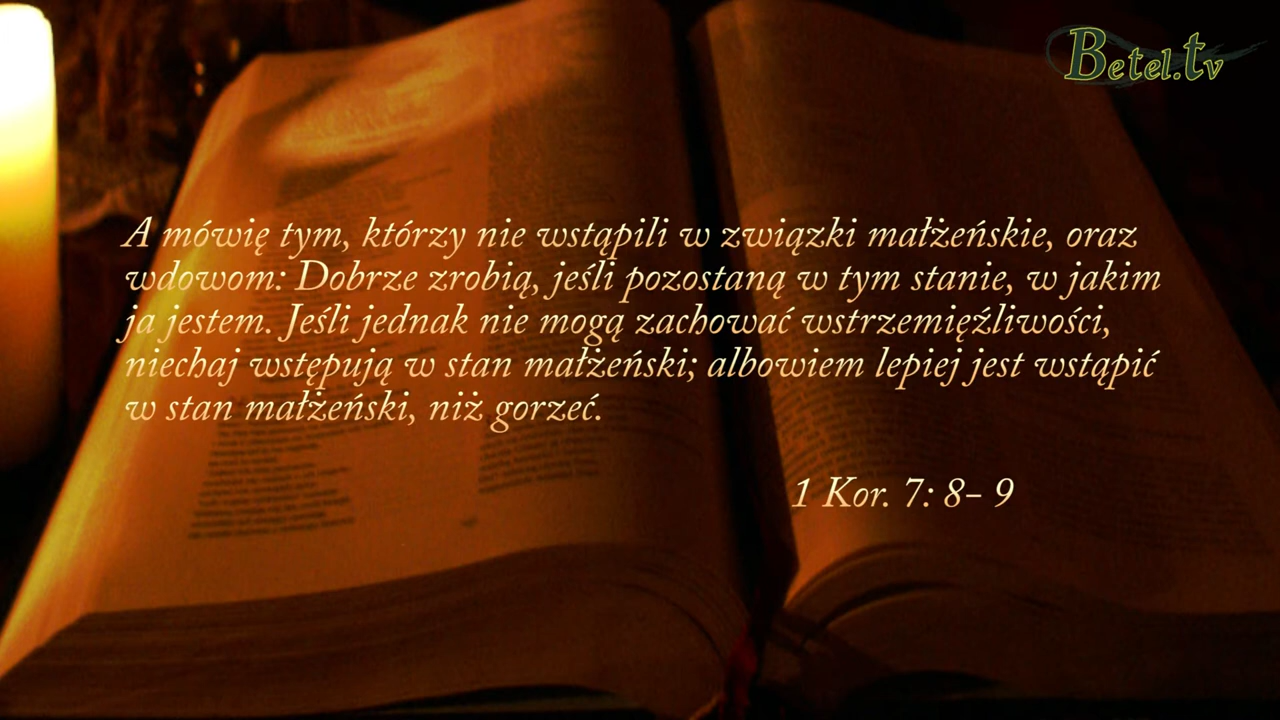 Betel.tv
A mówię tym, którzy nie wstąpili w związki małżeńskie, oraz
wdowom: Dobrze zrobią, jeśli pozostaną w tym stanie, w jakim
ja jestem. Jeśli jednak nie mogą zachować wstrzemięźliwości,
niechaj wstępują w stan małżeński; albowiem lepiej jest wstąpić
w stan małżeński, niż gorzeć.
1 Kor. 7: 8– 9